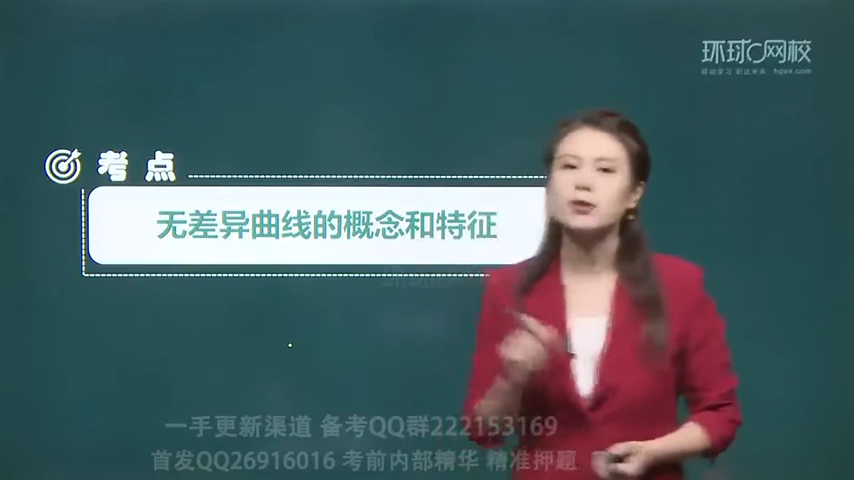 环球网校
移动学习 职达未来 hqwx.com
考点
无差异曲线的概念和特征
一手更新渠道 备考QQ群222153169
首发QQ26916016 考前内部精华 精准押题